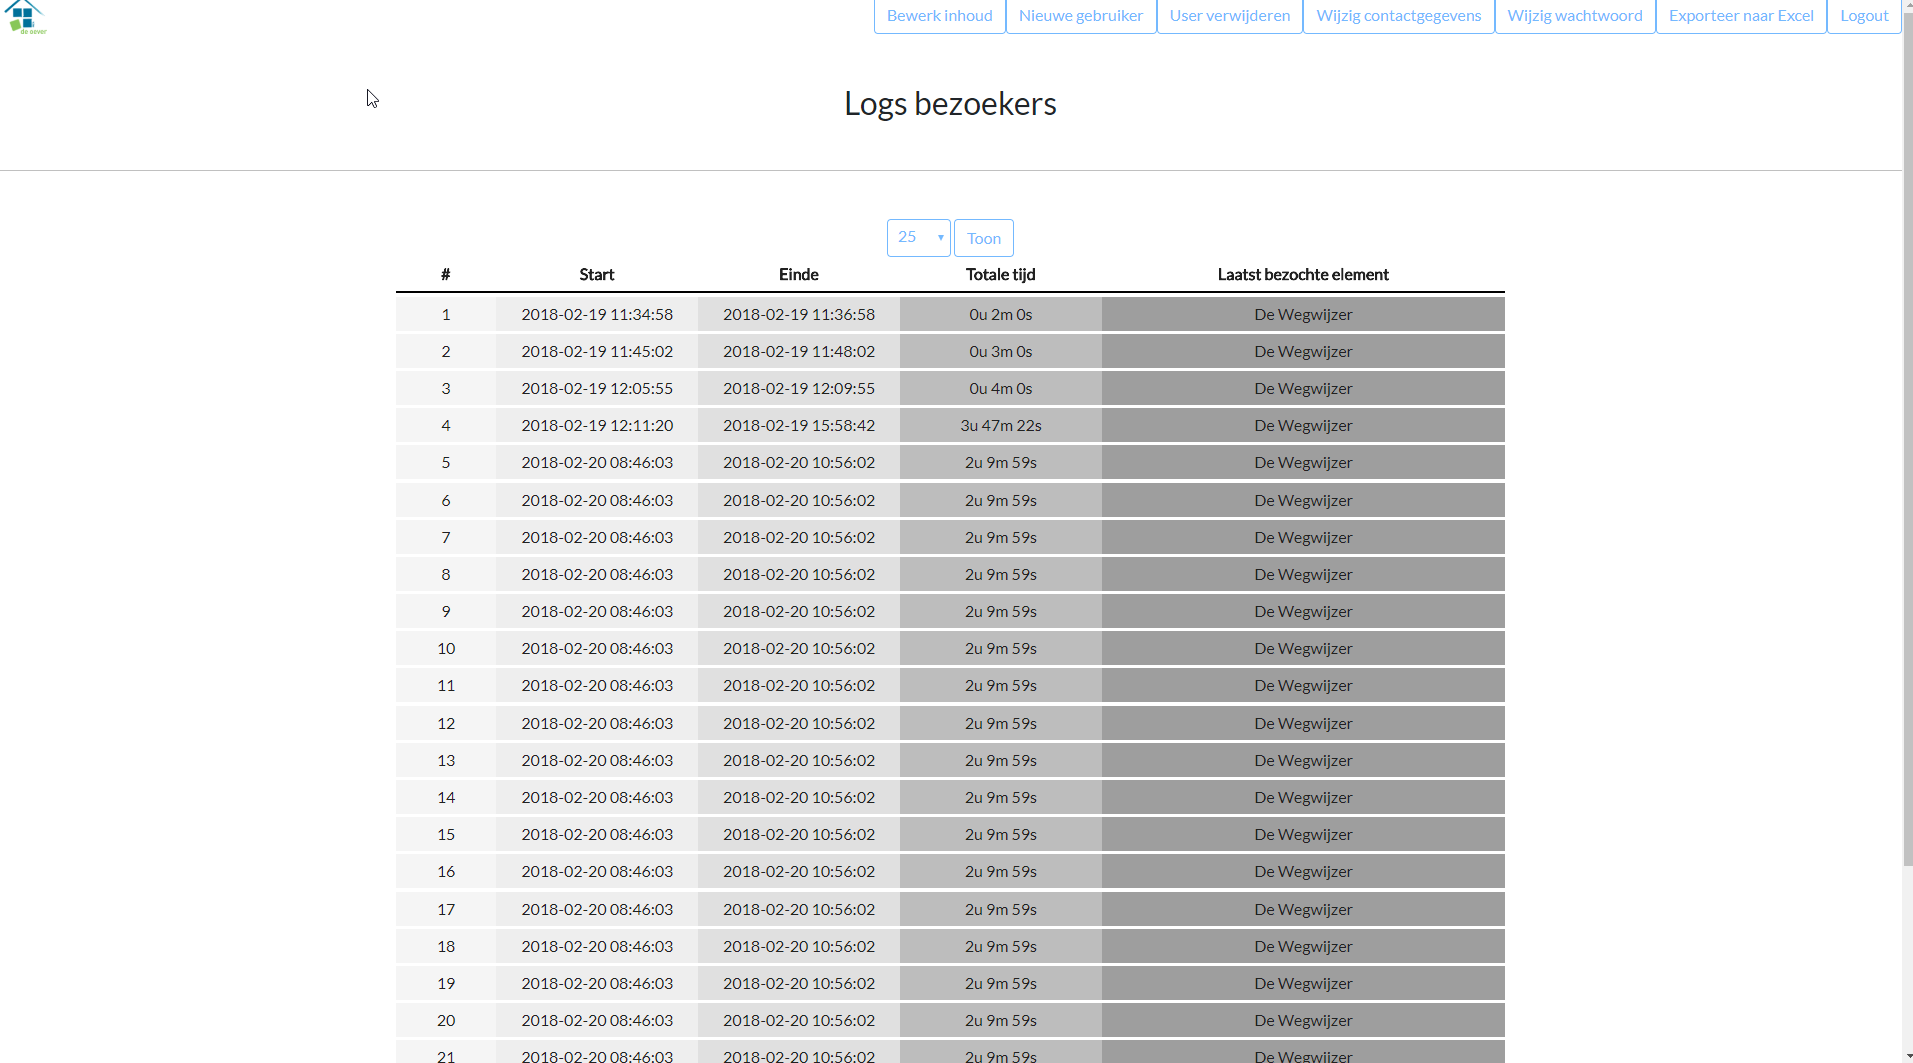 de oever
Bewerk inhoud Nieuwe gebruiker User verwijderen Wijzig contactgegevens Wijzig wachtwoord Exporteer naar Excel Logout
Logs bezoekers
25 Toon
# Start Einde Totale tijd Laatst bezochte element
1 2018-02-19 11:34:58 2018-02-19 11:36:58 0u 2m 0s De Wegwijzer
2 2018-02-19 11:45:02 2018-02-19 11:48:02 0u 3m 0s De Wegwijzer
3 2018-02-19 12:05:55 2018-02-19 12:09:55 0u 4m 0s De Wegwijzer
4 2018-02-19 12:11:20 2018-02-19 15:58:42 3u 47m 22s De Wegwijzer
5 2018-02-20 08:46:03 2018-02-20 10:56:02 2u 9m 59s De Wegwijzer
6 2018-02-20 08:46:03 2018-02-20 10:56:02 2u 9m 59s De Wegwijzer
7 2018-02-20 08:46:03 2018-02-20 10:56:02 2u 9m 59s De Wegwijzer
8 2018-02-20 08:46:03 2018-02-20 10:56:02 2u 9m 59s De Wegwijzer
9 2018-02-20 08:46:03 2018-02-20 10:56:02 2u 9m 59s De Wegwijzer
10 2018-02-20 08:46:03 2018-02-20 10:56:02 2u 9m 59s De Wegwijzer
11 2018-02-20 08:46:03 2018-02-20 10:56:02 2u 9m 59s De Wegwijzer
12 2018-02-20 08:46:03 2018-02-20 10:56:02 2u 9m 59s De Wegwijzer
13 2018-02-20 08:46:03 2018-02-20 10:56:02 2u 9m 59s De Wegwijzer
14 2018-02-20 08:46:03 2018-02-20 10:56:02 2u 9m 59s De Wegwijzer
15 2018-02-20 08:46:03 2018-02-20 10:56:02 2u 9m 59s De Wegwijzer
16 2018-02-20 08:46:03 2018-02-20 10:56:02 2u 9m 59s De Wegwijzer
17 2018-02-20 08:46:03 2018-02-20 10:56:02 2u 9m 59s De Wegwijzer
18 2018-02-20 08:46:03 2018-02-20 10:56:02 2u 9m 59s De Wegwijzer
19 2018-02-20 08:46:03 2018-02-20 10:56:02 2u 9m 59s De Wegwijzer
20 2018-02-20 08:46:03 2018-02-20 10:56:02 2u 9m 59s De Wegwijzer
21 2018-02-20 08:46:03 2018-02-20 10:56:02 2u 9m 59s De Wegwijzer